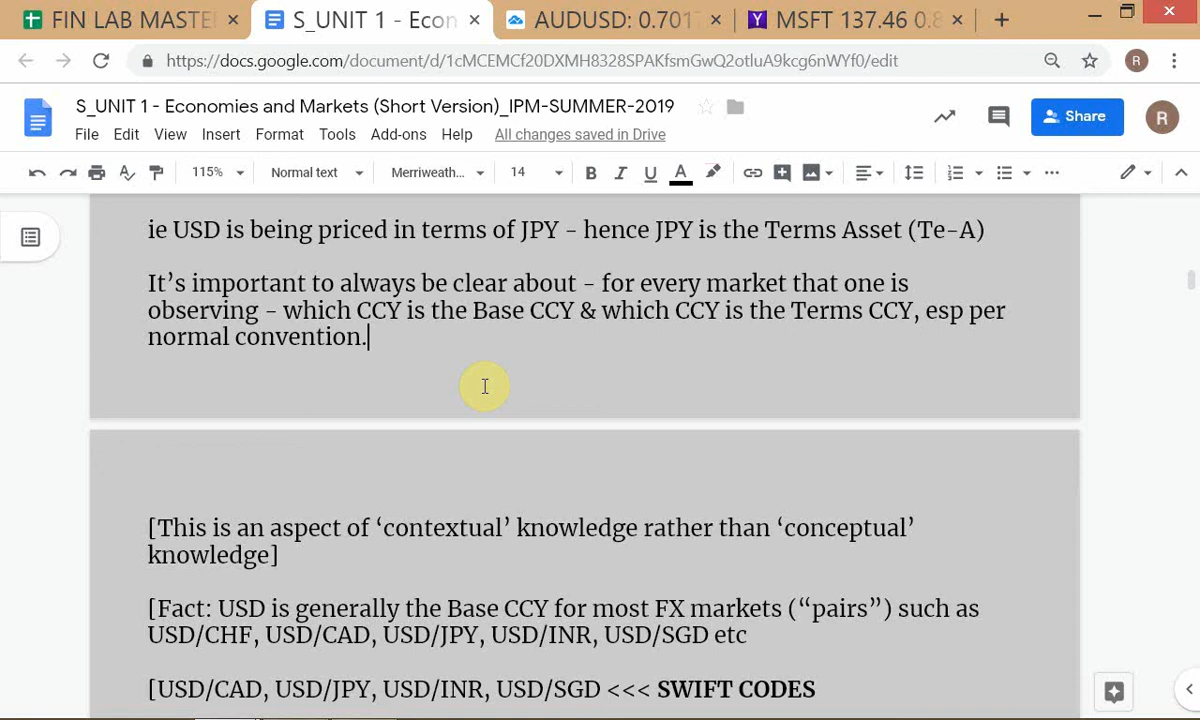 FIN LAB MASTE
S_UNIT 1 - Econ
AUDUSD: 0.7017
MSFT 137.46 0.8
https://docs.google.com/document/d/1cMCEMCf20DXMH8328SPAKfsmGwQ2otluA9kcg6nWYf0/edit
R
S_UNIT 1 - Economies and Markets (Short Version)_IPM-SUMMER-2019
File Edit View Insert Format Tools Add-ons Help All changes saved in Drive
Share
R
115% Normal text Merriweath... 14 B I U A
ie USD is being priced in terms of JPY - hence JPY is the Terms Asset (Te-A)
It's important to always be clear about - for every market that one is
observing - which CCY is the Base CCY & which CCY is the Terms CCY, esp per
normal convention.
[This is an aspect of ‘contextual’ knowledge rather than ‘conceptual’
knowledge]
[Fact: USD is generally the Base CCY for most FX markets (“pairs”) such as
USD/CHF, USD/CAD, USD/JPY, USD/INR, USD/SGD etc
[USD/CAD, USD/JPY, USD/INR, USD/SGD <<< SWIFT CODES